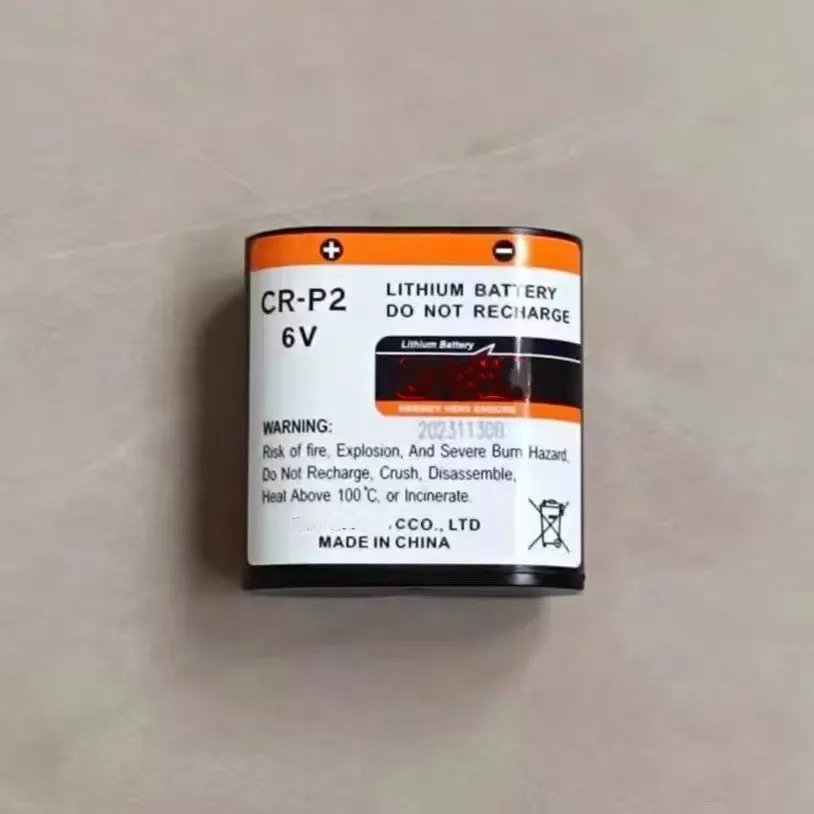 + −
CR-P2
6V
LITHIUM BATTERY
DO NOT RECHARGE
Lithium Battery
WARNING:
Risk of fire, Explosion, And Severe Burn Hazard,
Do Not Recharge, Crush, Disassemble,
Heat Above 100℃, or Incinerate.
CO., LTD
MADE IN CHINA